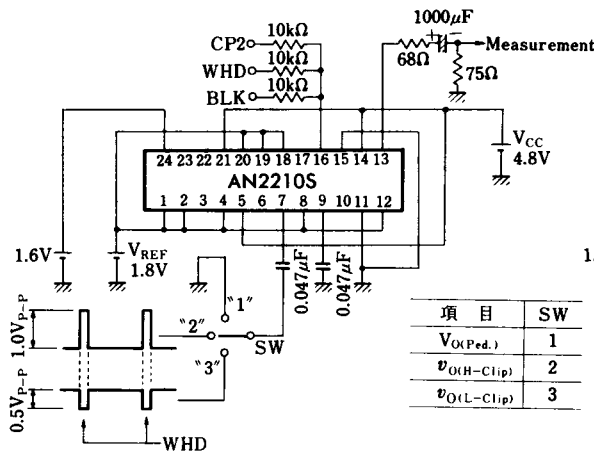 1000μF
+ −
CP2 10kΩ
WHD 10kΩ
BLK 10kΩ
68Ω
75Ω
Measurement
24 23 22 21 20 19 18 17 16 15 14 13
AN2210S
1 2 3 4 5 6 7 8 9 10 11 12
VCC
4.8V
1.6V
VREF
1.8V
0.047μF
0.047μF
1.
"1"
"2"
"3"
SW
1.0VP-P
0.5VP-P
WHD
項 目 SW
VO(Ped.) 1
vO(H-Clip) 2
vO(L-Clip) 3